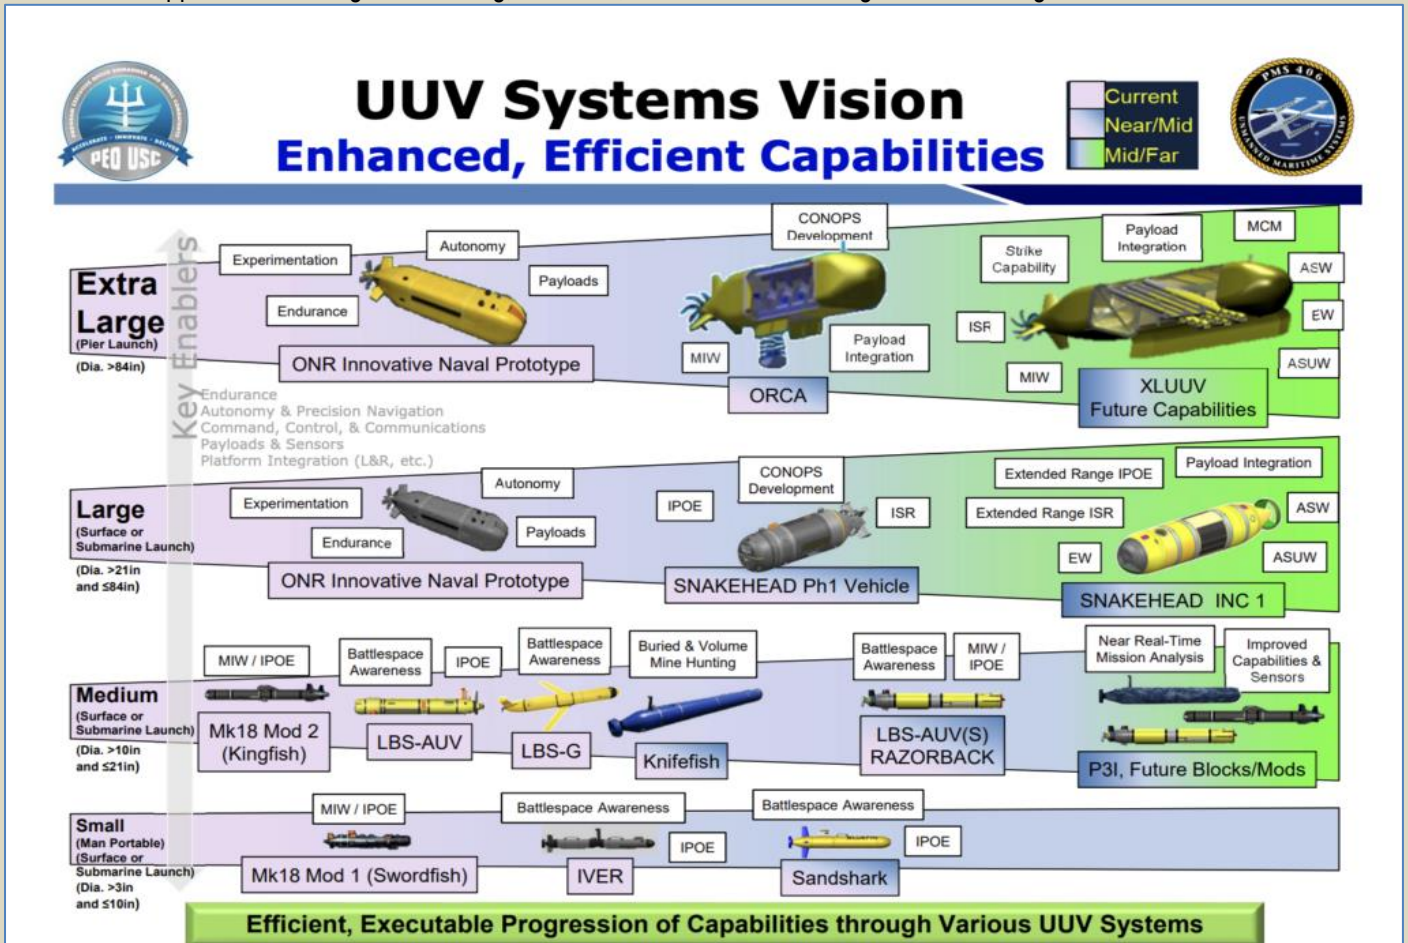 UUV Systems Vision
Enhanced, Efficient Capabilities
PEO USC
ACCELERATE · INNOVATE · DELIVER
Current
Near/Mid
Mid/Far
PMS 406
UNMANNED MARITIME SYSTEMS
Key Enablers
Endurance
Autonomy & Precision Navigation
Command, Control, & Communications
Payloads & Sensors
Platform Integration (L&R, etc.)
Extra
Large
(Pier Launch)
(Dia. >84in)
Experimentation
Autonomy
Endurance
Payloads
ONR Innovative Naval Prototype
CONOPS
Development
MIW
Payload
Integration
ORCA
Strike
Capability
Payload
Integration
MCM
ASW
ISR
EW
MIW
ASUW
XLUUV
Future Capabilities
Large
(Surface or
Submarine Launch)
(Dia. >21in
and ≤84in)
Experimentation
Autonomy
Endurance
Payloads
ONR Innovative Naval Prototype
IPOE
CONOPS
Development
ISR
SNAKEHEAD Ph1 Vehicle
Extended Range IPOE
Payload Integration
Extended Range ISR
ASW
EW
ASUW
SNAKEHEAD INC 1
Medium
(Surface or
Submarine Launch)
(Dia. >10in
and ≤21in)
MIW / IPOE
Mk18 Mod 2
(Kingfish)
Battlespace
Awareness
IPOE
LBS-AUV
Battlespace
Awareness
LBS-G
Buried & Volume
Mine Hunting
Knifefish
Battlespace
Awareness
MIW /
IPOE
LBS-AUV(S)
RAZORBACK
Near Real-Time
Mission Analysis
Improved
Capabilities &
Sensors
P3I, Future Blocks/Mods
Small
(Man Portable)
(Surface or
Submarine Launch)
(Dia. >3in
and ≤10in)
MIW / IPOE
Mk18 Mod 1 (Swordfish)
Battlespace Awareness
IPOE
IVER
Battlespace Awareness
IPOE
Sandshark
Efficient, Executable Progression of Capabilities through Various UUV Systems